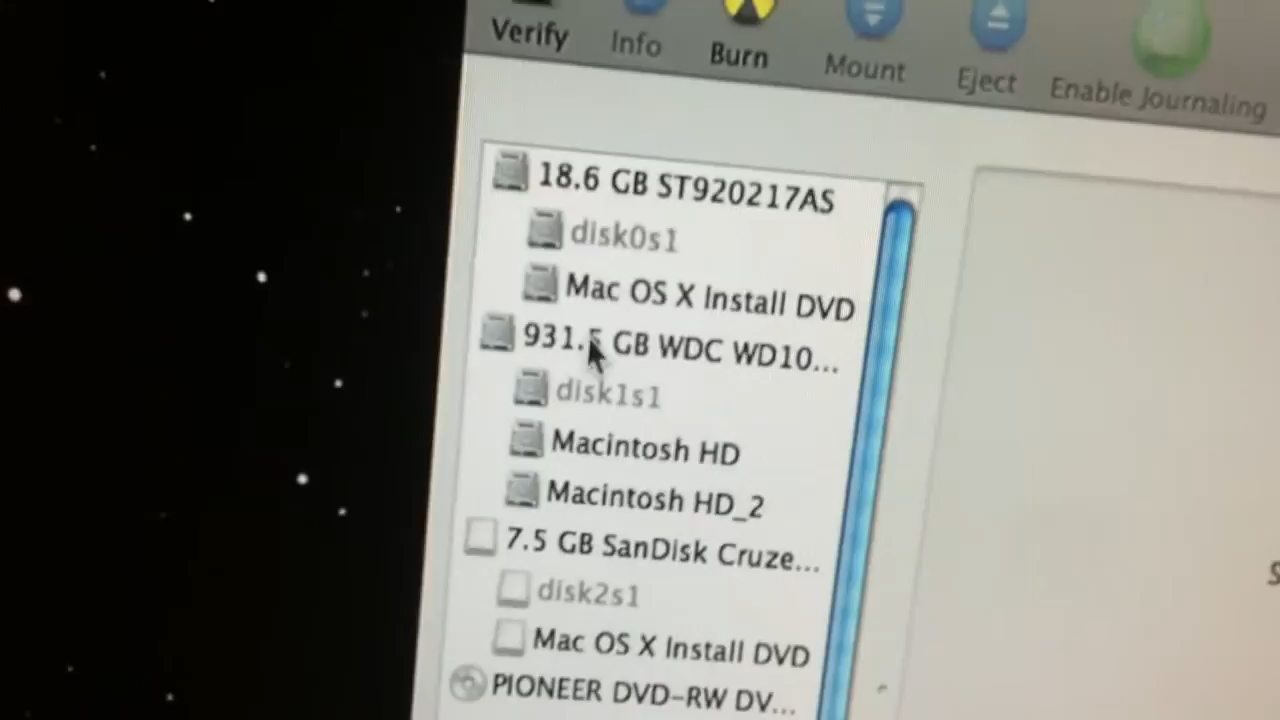 Verify Info Burn Mount Eject Enable Journaling
18.6 GB ST920217AS
disk0s1
Mac OS X Install DVD
931.5 GB WDC WD10...
disk1s1
Macintosh HD
Macintosh HD_2
7.5 GB SanDisk Cruze...
disk2s1
Mac OS X Install DVD
PIONEER DVD-RW DV...